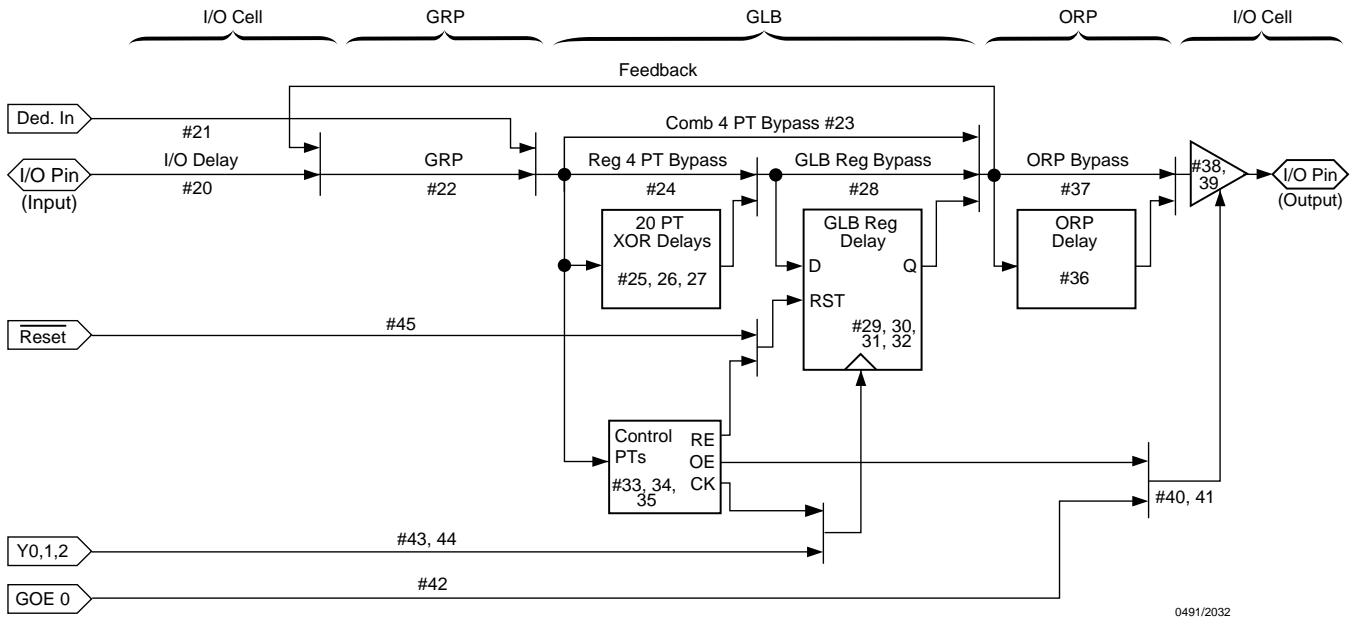 I/O Cell
GRP
GLB
ORP
I/O Cell
Feedback
Ded. In
#21
Comb 4 PT Bypass #23
I/O Pin
(Input)
I/O Delay
#20
GRP
#22
Reg 4 PT Bypass
#24
GLB Reg Bypass
#28
ORP Bypass
#37
#38,
39
I/O Pin
(Output)
20 PT
XOR Delays
#25, 26, 27
GLB Reg
Delay
D
Q
RST
#29, 30,
31, 32
ORP
Delay
#36
Reset
#45
Control
PTs
RE
OE
CK
#33, 34,
35
#40, 41
Y0,1,2
#43, 44
GOE 0
#42
0491/2032